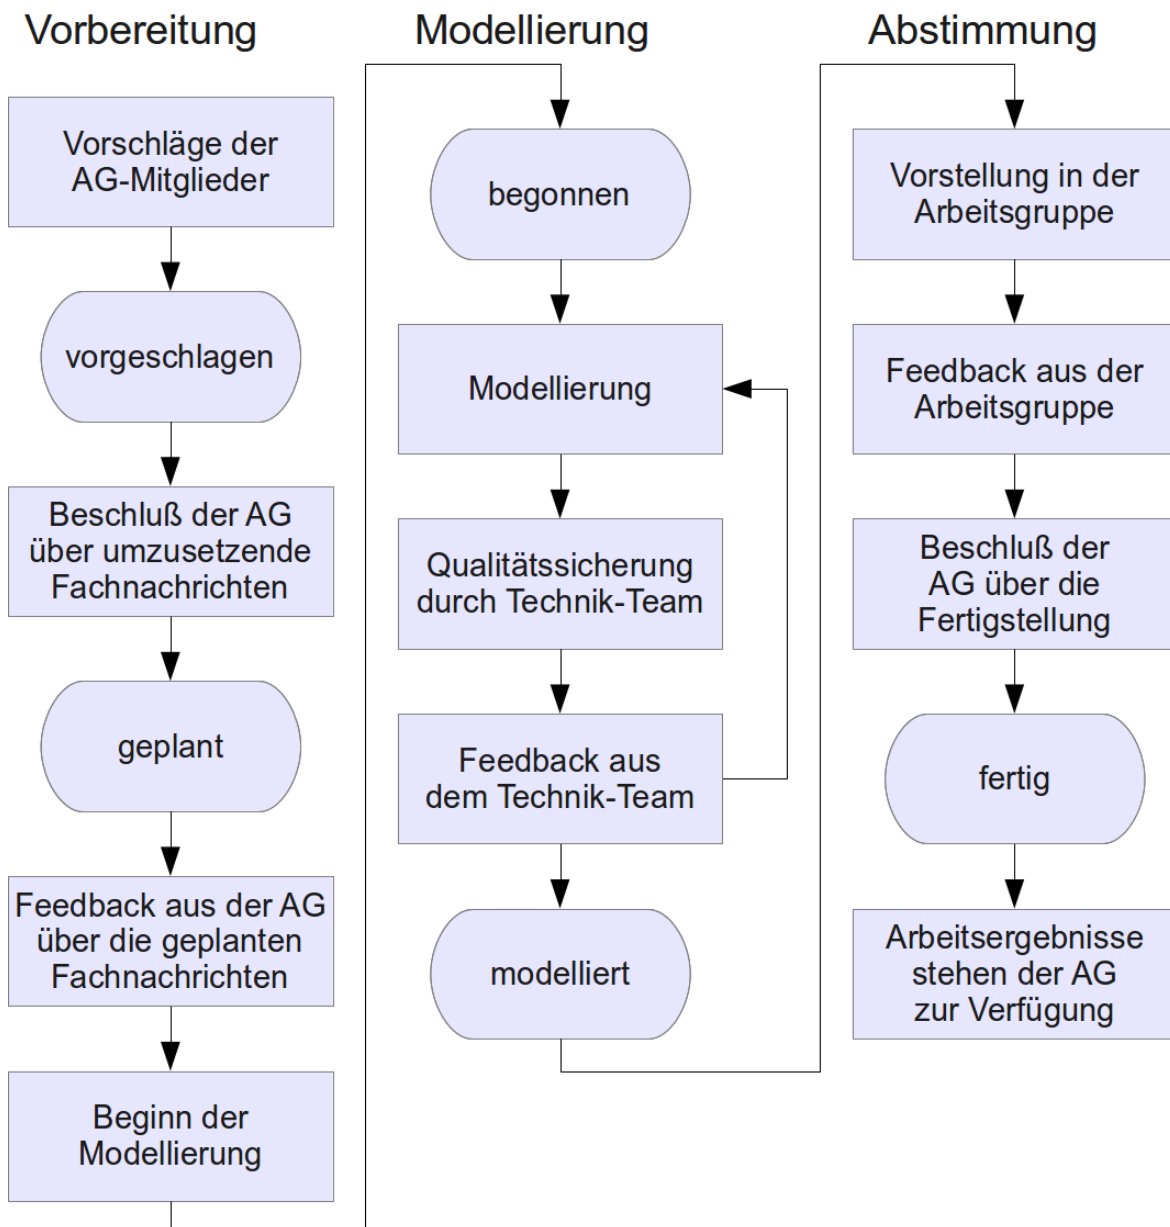 Vorbereitung
Vorschläge der
AG-Mitglieder
vorgeschlagen
Beschluß der AG
über umzusetzende
Fachnachrichten
geplant
Feedback aus der AG
über die geplanten
Fachnachrichten
Beginn der
Modellierung
Modellierung
begonnen
Modellierung
Qualitätssicherung
durch Technik-Team
Feedback aus
dem Technik-Team
modelliert
Abstimmung
Vorstellung in der
Arbeitsgruppe
Feedback aus der
Arbeitsgruppe
Beschluß der
AG über die
Fertigstellung
fertig
Arbeitsergebnisse
stehen der AG
zur Verfügung